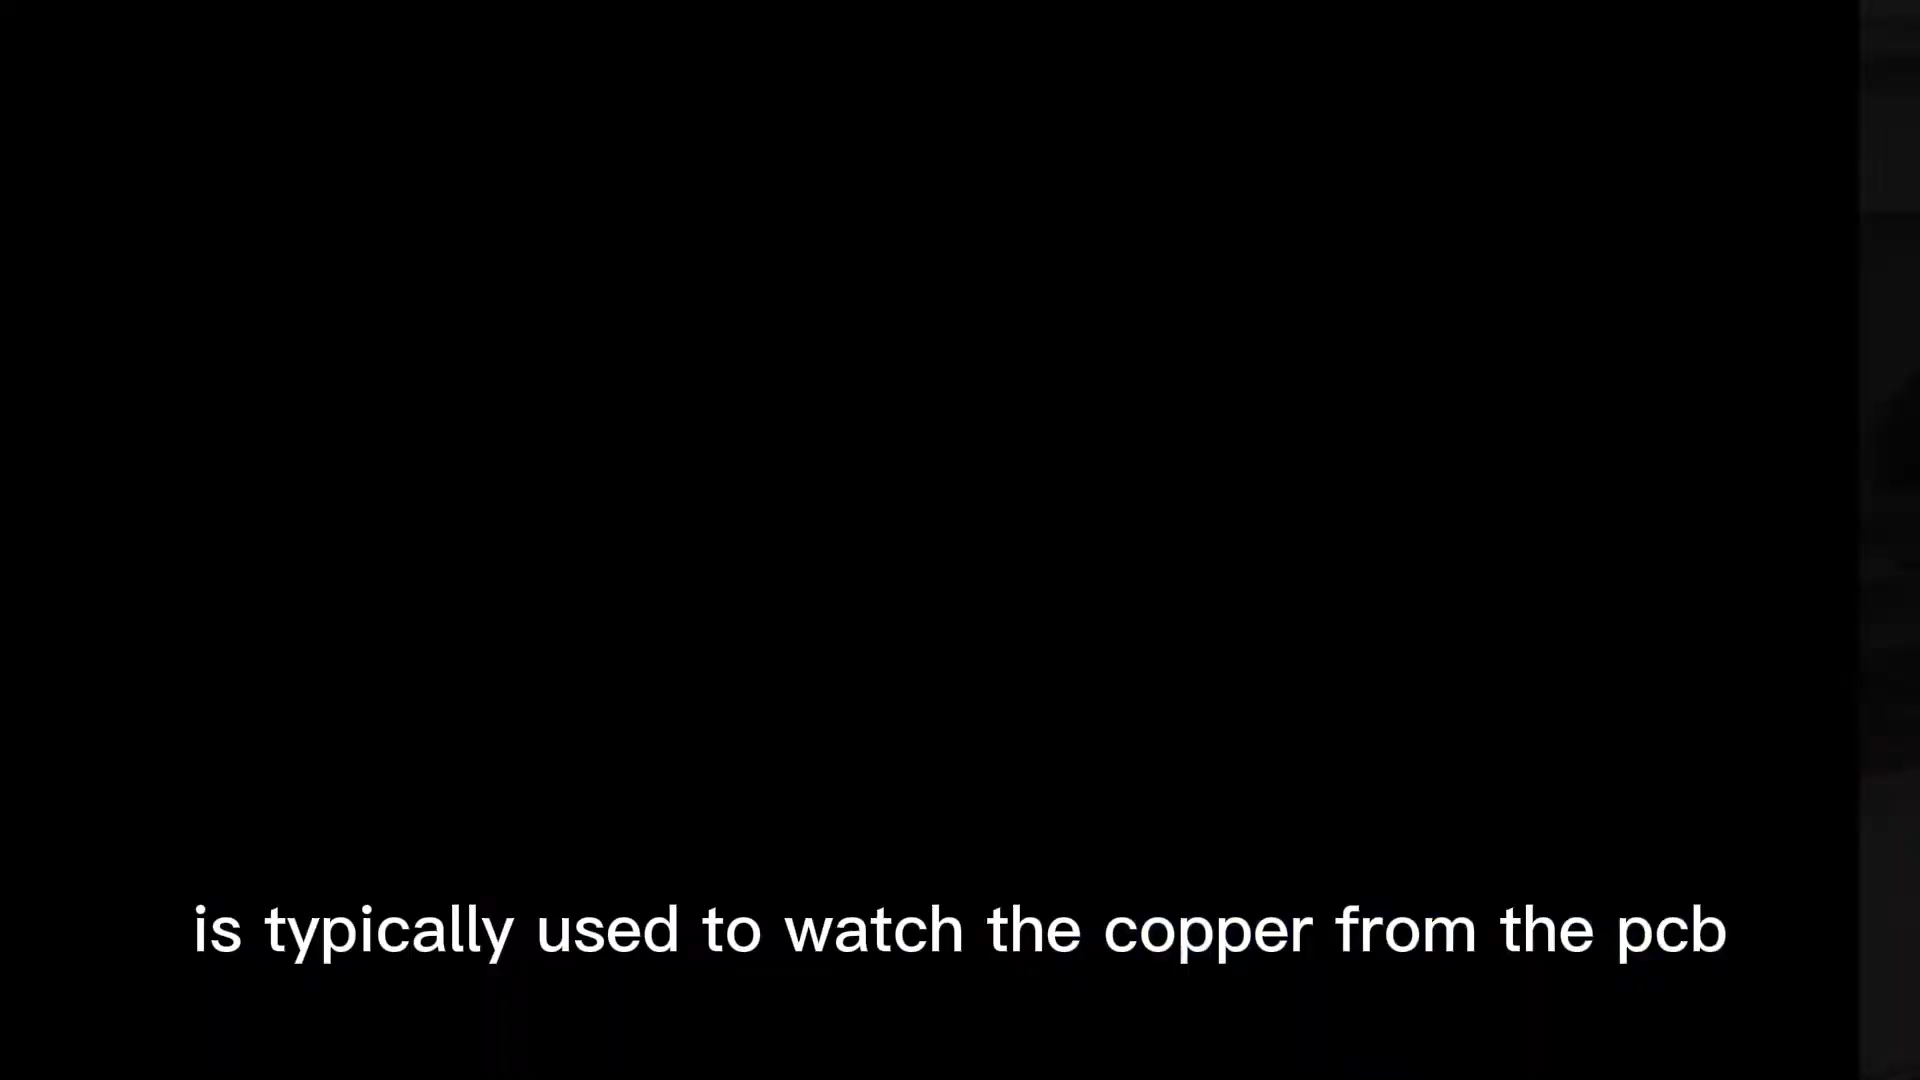 is typically used to watch the copper from the pcb